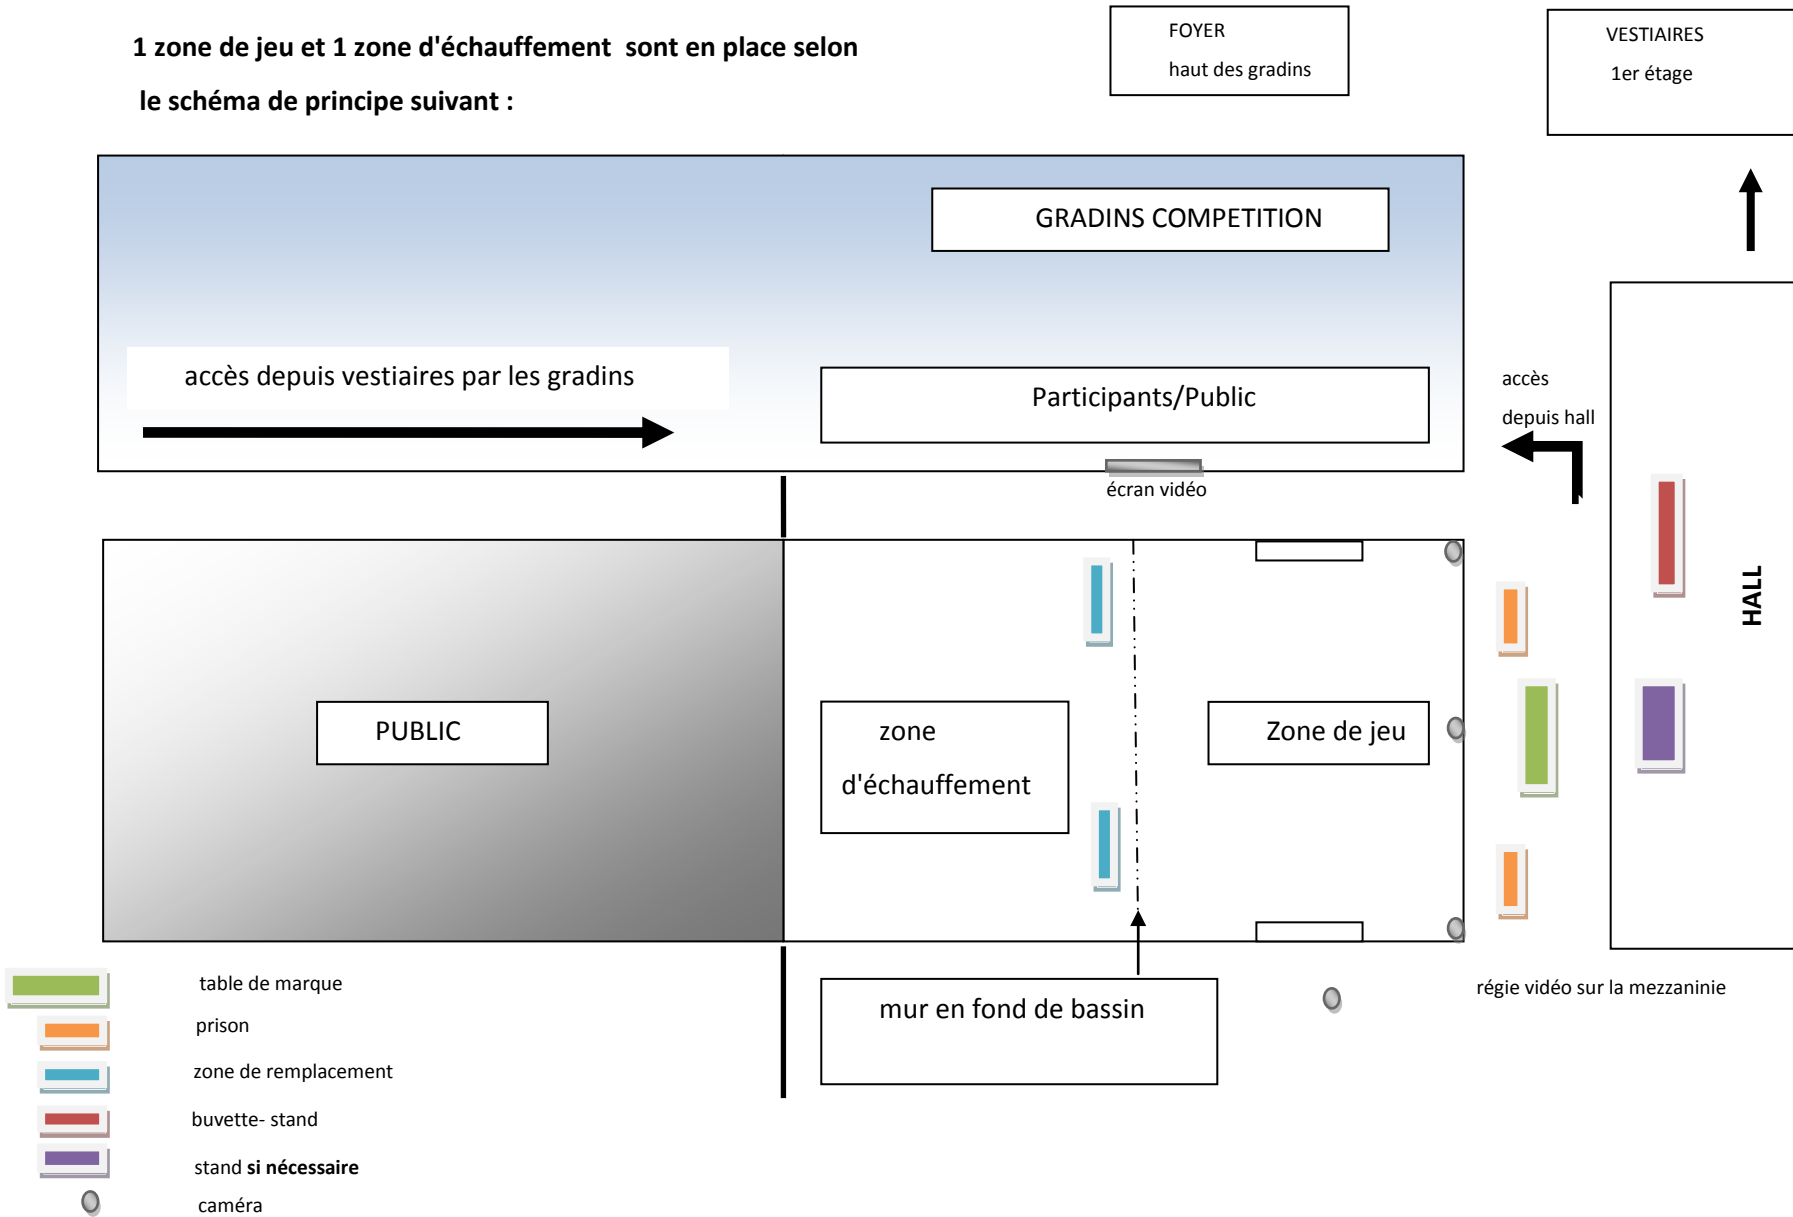 1 zone de jeu et 1 zone d'échauffement  sont en place selon
le schéma de principe suivant :
FOYER
haut des gradins
VESTIAIRES
1er étage
GRADINS COMPETITION
accès depuis vestiaires par les gradins
Participants/Public
accès
depuis hall
écran vidéo
HALL
PUBLIC
zone
d'échauffement
Zone de jeu
mur en fond de bassin
régie vidéo sur la mezzaninie
table de marque
prison
zone de remplacement
buvette- stand
stand si nécessaire
caméra